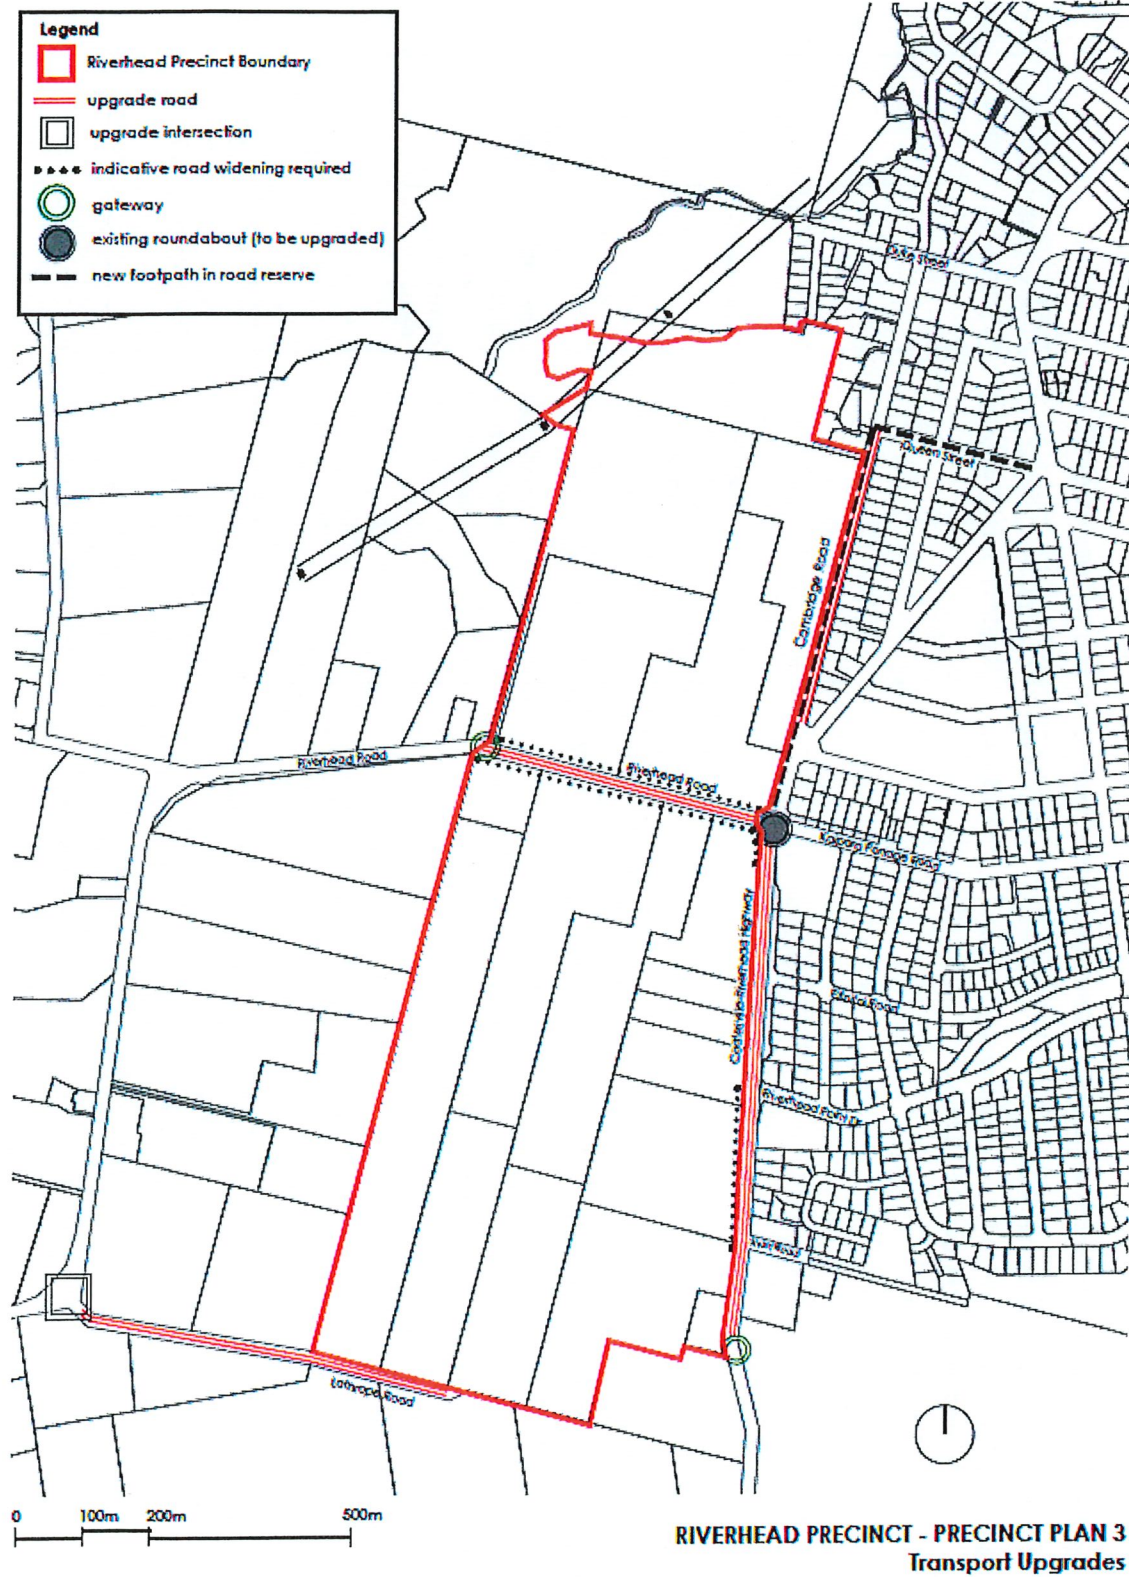 Legend
Riverhead Precinct Boundary
upgrade road
upgrade intersection
indicative road widening required
gateway
existing roundabout (to be upgraded)
new footpath in road reserve
Duke Street
Queen Street
Cambridge Road
Riverhead Road
Riverhead Road
Kaipara Portage Road
Coatesville-Riverhead Highway
Riverhead Point Dr
Lathrope Road
0 100m 200m 500m
RIVERHEAD PRECINCT - PRECINCT PLAN 3
Transport Upgrades